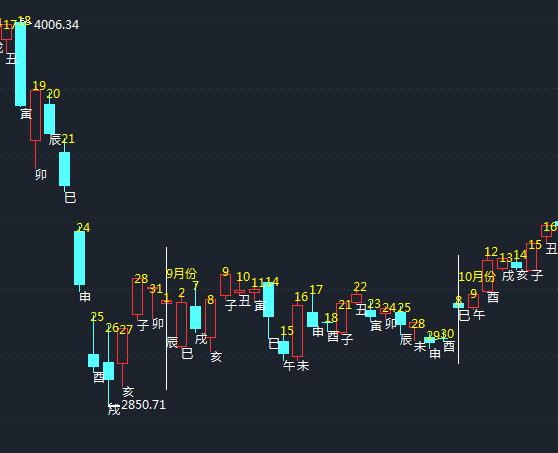 17 18 4006.34
丑
19
20
寅
辰 21
卯
巳
24
申
25
26 27
酉
亥
戌 2850.71
28
31
子
卯
9月份
1 2 7 8 9 10 11 14
辰 巳 戌 亥 子 丑 寅
15 16 17 18 21 22 23 24 25 28 29 30
巳 午 未 申 酉 子 丑 寅 卯 辰 未 申 酉
10月份
8 9 12 13 14 15 16
巳 午 酉 戌 亥 子 丑